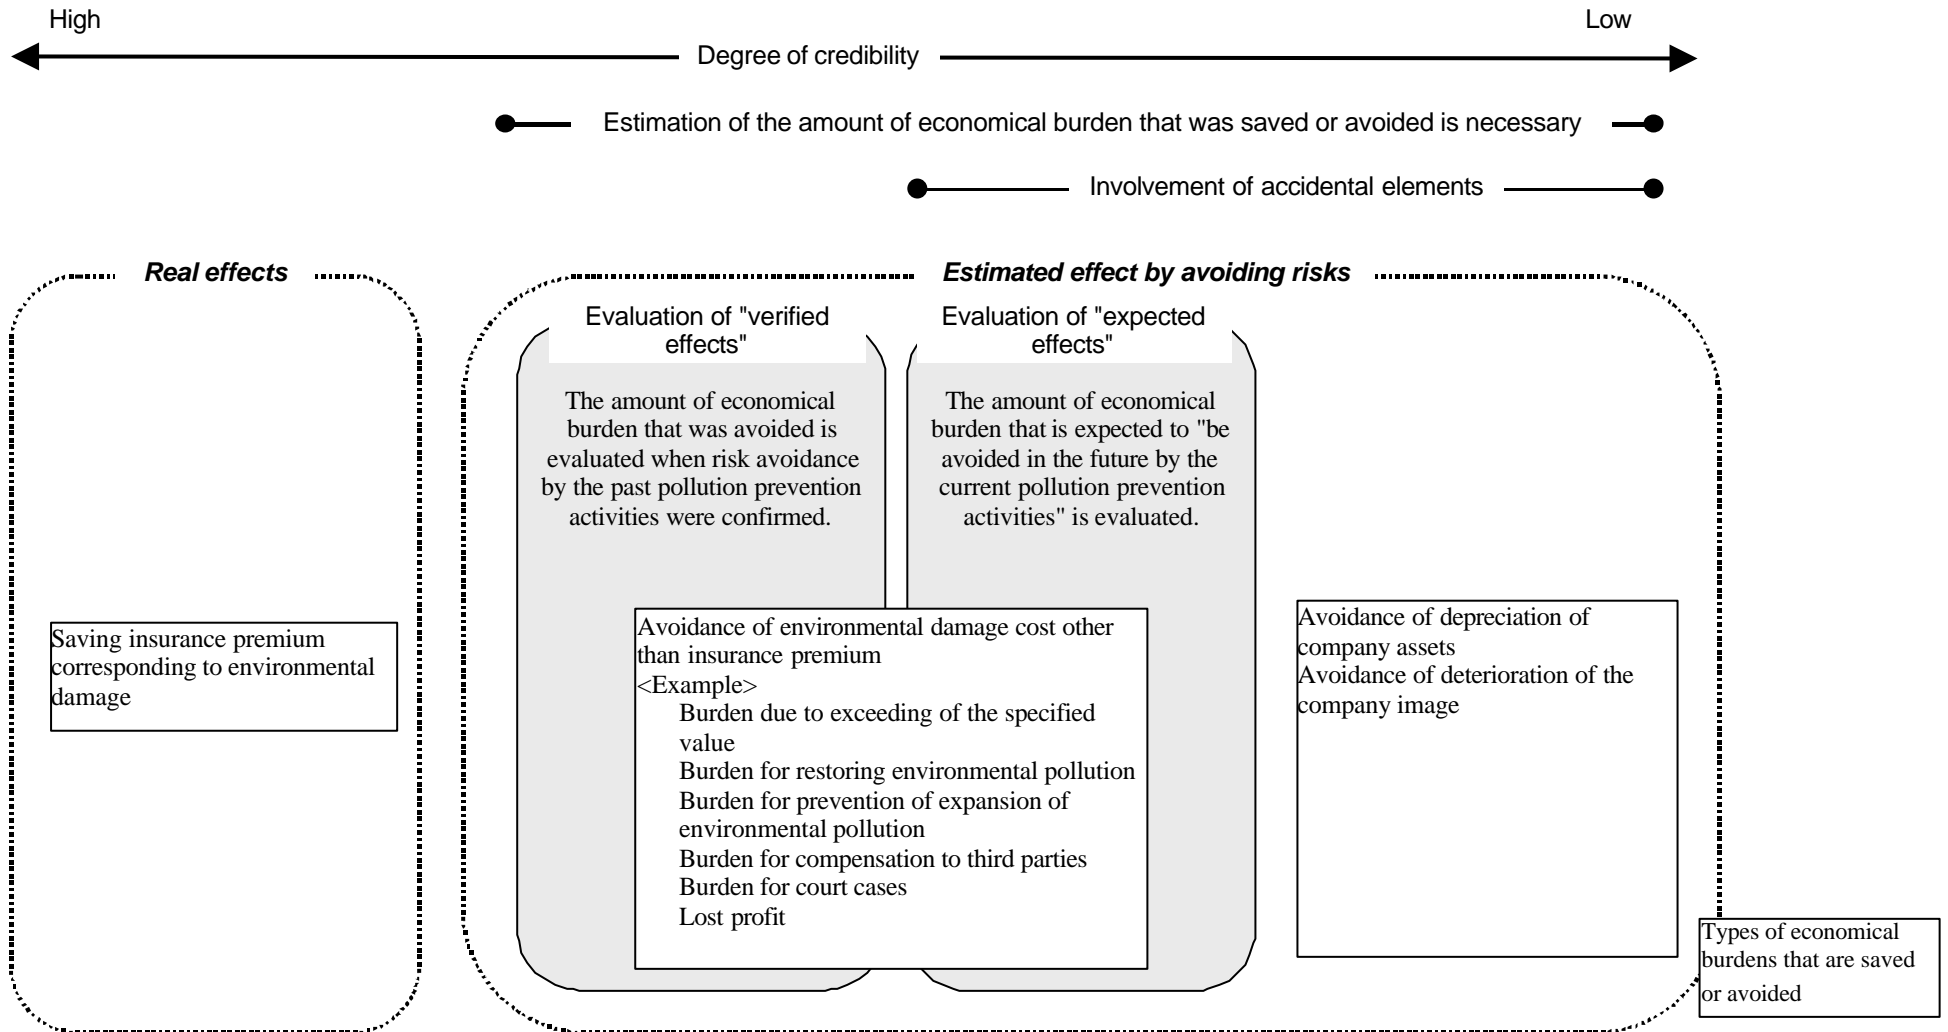 High
Low
Degree of credibility
Estimation of the amount of economical burden that was saved or avoided is necessary
Involvement of accidental elements
Real effects
Estimated effect by avoiding risks
Evaluation of "verified
effects"
The amount of economical
burden that was avoided is
evaluated when risk avoidance
by the past pollution prevention
activities were confirmed.
Evaluation of "expected
effects"
The amount of economical
burden that is expected to "be
avoided in the future by the
current pollution prevention
activities" is evaluated.
Saving insurance premium
corresponding to environmental
damage
Avoidance of environmental damage cost other
than insurance premium
<Example>
Burden due to exceeding of the specified
value
Burden for restoring environmental pollution
Burden for prevention of expansion of
environmental pollution
Burden for compensation to third parties
Burden for court cases
Lost profit
Avoidance of depreciation of
company assets
Avoidance of deterioration of the
company image
Types of economical
burdens that are saved
or avoided